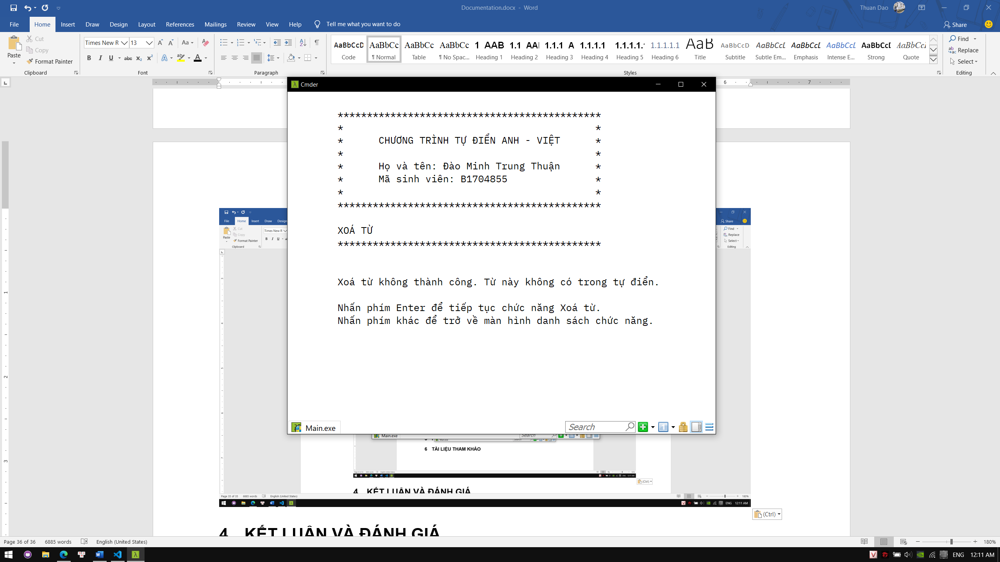 Documentation.docx - Word
Thuan Dao
File Home Insert Draw Design Layout References Mailings Review View Help Tell me what you want to do Share
Paste
Cut
Copy
Format Painter
Clipboard
Times New R 13
Font
Paragraph
AaBbCcD AaBbCc AaBbCc AaBbCc 1 AAB 1.1 AAI 1.1.1 A 1.1.1.1 1.1.1.1.1 1.1.1.1.1 AaB AaBbCcD AaBbCcL AaBbCcL AaBbCcL AaBbCcL AaBbCcI
Code ¶ Normal Table ¶ No Spac... Heading 1 Heading 2 Heading 3 Heading 4 Heading 5 Heading 6 Title Subtitle Subtle Em... Emphasis Intense E... Strong Quote
Styles
Find
Replace
Select
Editing
6 7
Cmder
*********************************************
* *
* CHƯƠNG TRÌNH TỰ ĐIỂN ANH - VIỆT *
* *
* Họ và tên: Đào Minh Trung Thuận *
* Mã sinh viên: B1704855 *
* *
*********************************************
XOÁ TỪ
*********************************************
Xoá từ không thành công. Từ này không có trong tự điển.
Nhấn phím Enter để tiếp tục chức năng Xoá từ.
Nhấn phím khác để trở về màn hình danh sách chức năng.
Main.exe
Search
File Home Insert Draw Design
Share
Paste
Cut
Copy
Format Painter
Clipboard
Times New R
Find
Replace
Select
Editing
Main.exe
Search
6 TÀI LIỆU THAM KHẢO
(Ctrl)
4 KẾT LUẬN VÀ ĐÁNH GIÁ
Page 35 of 35 6885 words English (United States) 180%
ENG 12:11 AM
(Ctrl)
4 KẾT LUẬN VÀ ĐÁNH GIÁ
Page 36 of 36 6885 words English (United States) 180%
ENG 12:11 AM